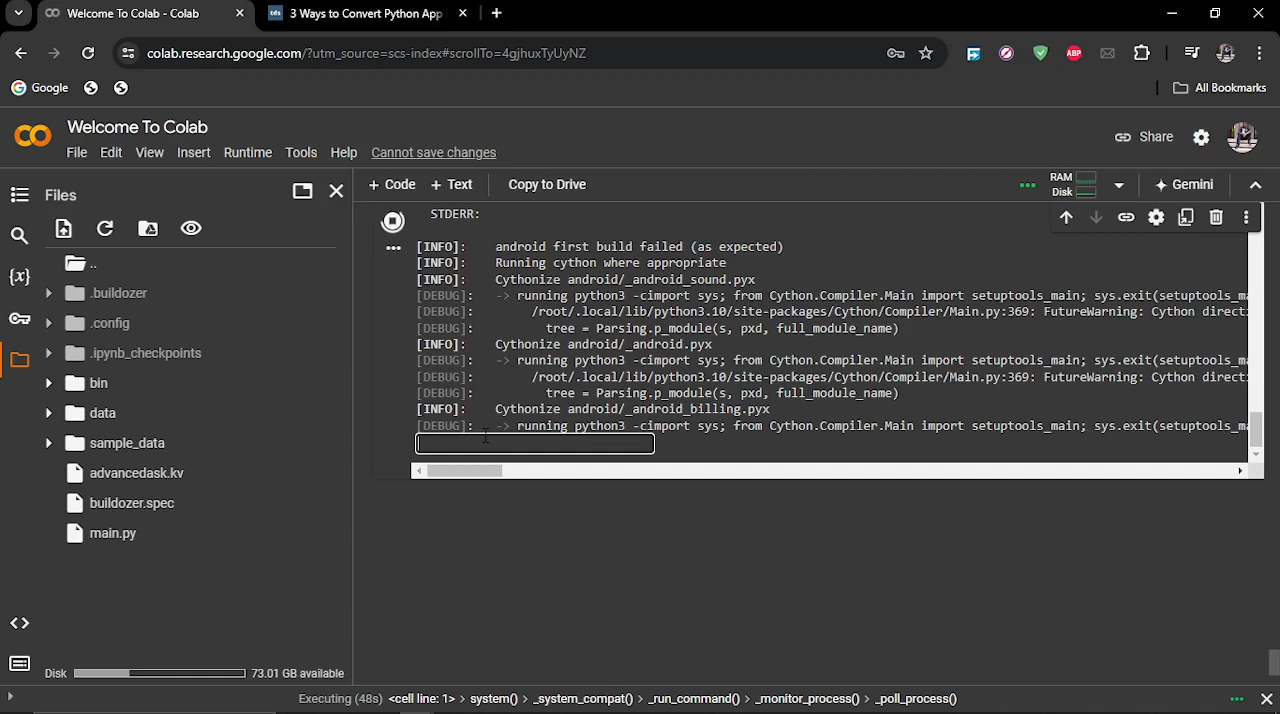 Welcome To Colab - Colab
tds 3 Ways to Convert Python App
colab.research.google.com/?utm_source=scs-index#scrollTo=4gjhuxTyUyNZ
ABP
Google
All Bookmarks
Welcome To Colab
File Edit View Insert Runtime Tools Help Cannot save changes
Share
Files
+ Code + Text Copy to Drive
RAM
Disk
Gemini
..
.buildozer
.config
.ipynb_checkpoints
bin
data
sample_data
advancedask.kv
buildozer.spec
main.py
{x}
Disk 73.01 GB available
STDERR:
[INFO]: android first build failed (as expected)
[INFO]: Running cython where appropriate
[INFO]: Cythonize android/_android_sound.pyx
[DEBUG]: -> running python3 -cimport sys; from Cython.Compiler.Main import setuptools_main; sys.exit(setuptools_ma
[DEBUG]: /root/.local/lib/python3.10/site-packages/Cython/Compiler/Main.py:369: FutureWarning: Cython directi
[DEBUG]: tree = Parsing.p_module(s, pxd, full_module_name)
[INFO]: Cythonize android/_android.pyx
[DEBUG]: -> running python3 -cimport sys; from Cython.Compiler.Main import setuptools_main; sys.exit(setuptools_ma
[DEBUG]: /root/.local/lib/python3.10/site-packages/Cython/Compiler/Main.py:369: FutureWarning: Cython directi
[DEBUG]: tree = Parsing.p_module(s, pxd, full_module_name)
[INFO]: Cythonize android/_android_billing.pyx
[DEBUG]: -> running python3 -cimport sys; from Cython.Compiler.Main import setuptools_main; sys.exit(setuptools_ma
Executing (48s) <cell line: 1> > system() > _system_compat() > _run_command() > _monitor_process() > _poll_process()